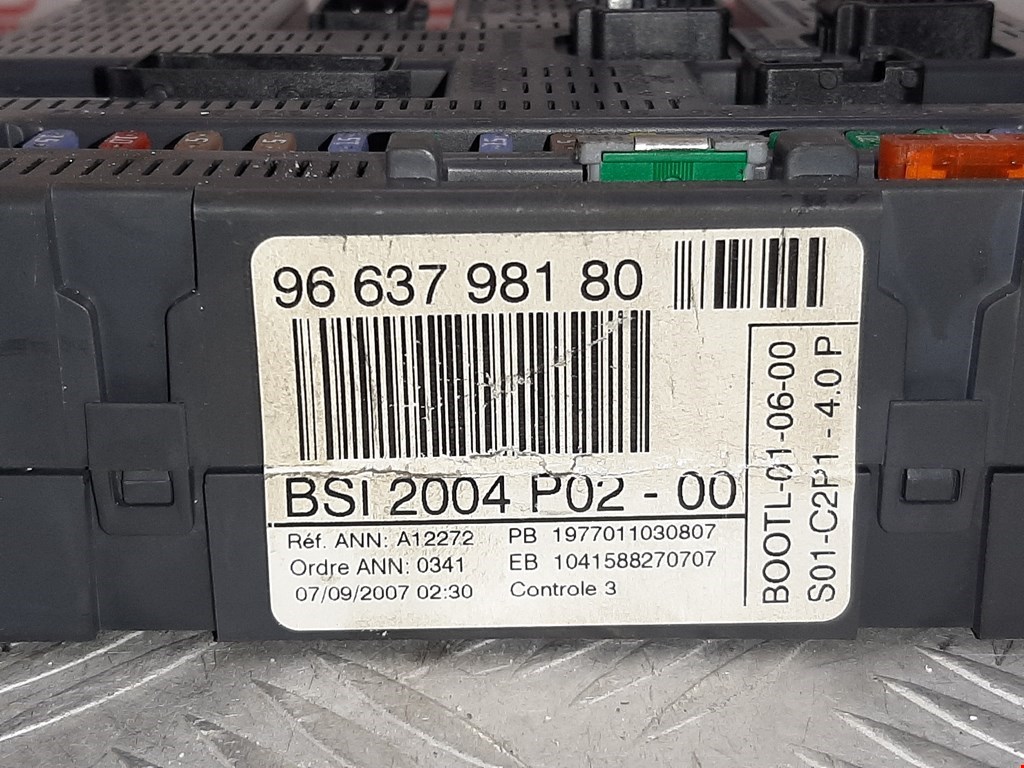 96 637 981 80
BSI 2004 P02 - 00
Réf. ANN: A12272 PB 1977011030807
Ordre ANN: 0341 EB 1041588270707
07/09/2007 02:30 Controle 3
BOOTL-01-06-00
S01-C2P1 - 4.0 P